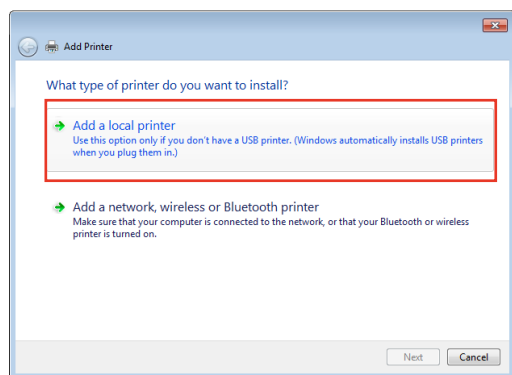 Add Printer
What type of printer do you want to install?
Add a local printer
Use this option only if you don't have a USB printer. (Windows automatically installs USB printers
when you plug them in.)
Add a network, wireless or Bluetooth printer
Make sure that your computer is connected to the network, or that your Bluetooth or wireless
printer is turned on.
Next Cancel